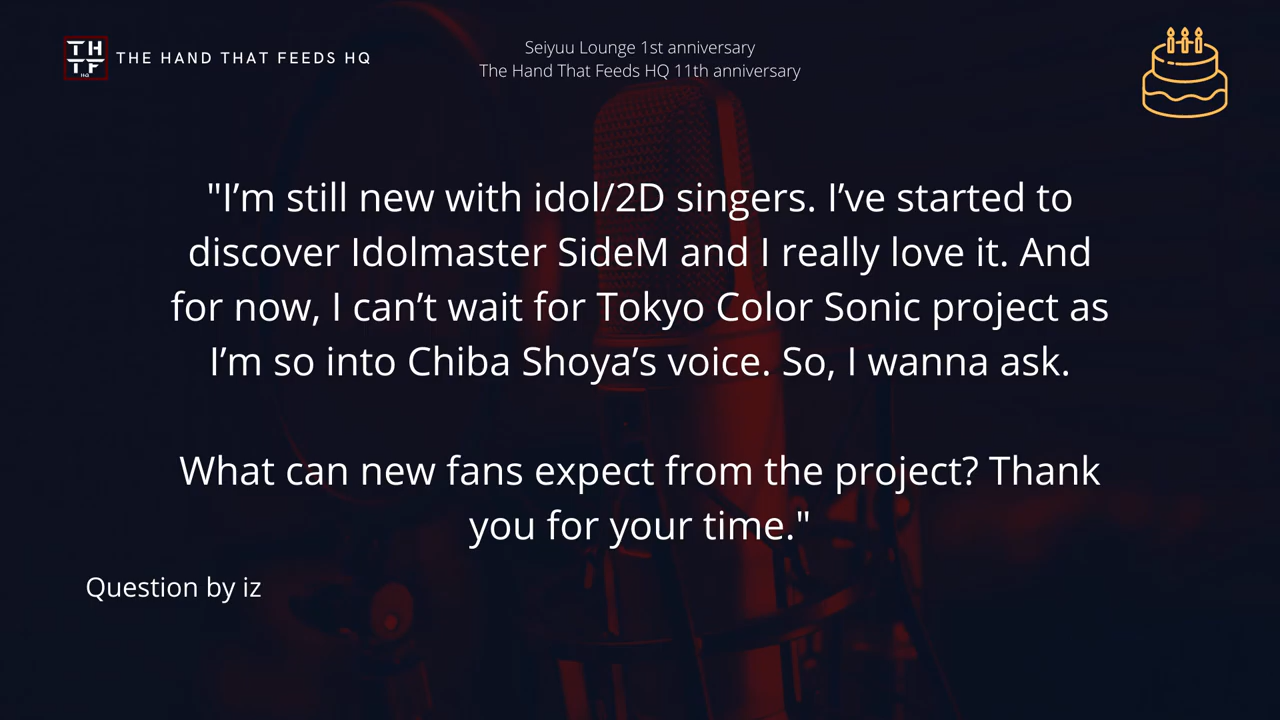 TH
TF
HQ
THE HAND THAT FEEDS HQ
Seiyuu Lounge 1st anniversary
The Hand That Feeds HQ 11th anniversary
"I’m still new with idol/2D singers. I’ve started to
discover Idolmaster SideM and I really love it. And
for now, I can’t wait for Tokyo Color Sonic project as
I’m so into Chiba Shoya’s voice. So, I wanna ask.
What can new fans expect from the project? Thank
you for your time."
Question by iz